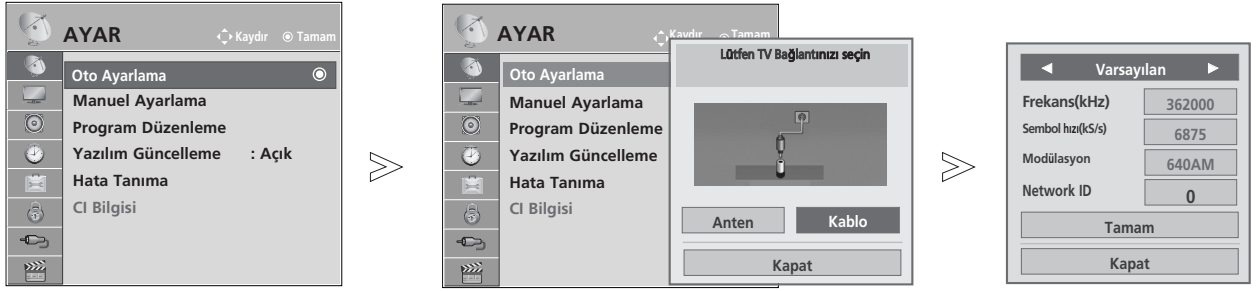 AYAR
Kaydır Tamam
Oto Ayarlama
Manuel Ayarlama
Program Düzenleme
Yazılım Güncelleme : Açık
Hata Tanıma
CI Bilgisi
AYAR
Kaydır Tamam
Oto Ayarlama
Manuel Ayarlama
Program Düzenleme
Yazılım Güncelleme
Hata Tanıma
CI Bilgisi
Lütfen TV Bağlantınızı seçin
Anten Kablo
Kapat
Varsayılan
Frekans(kHz) 362000
Sembol hızı(kS/s) 6875
Modülasyon 640AM
Network ID 0
Tamam
Kapat